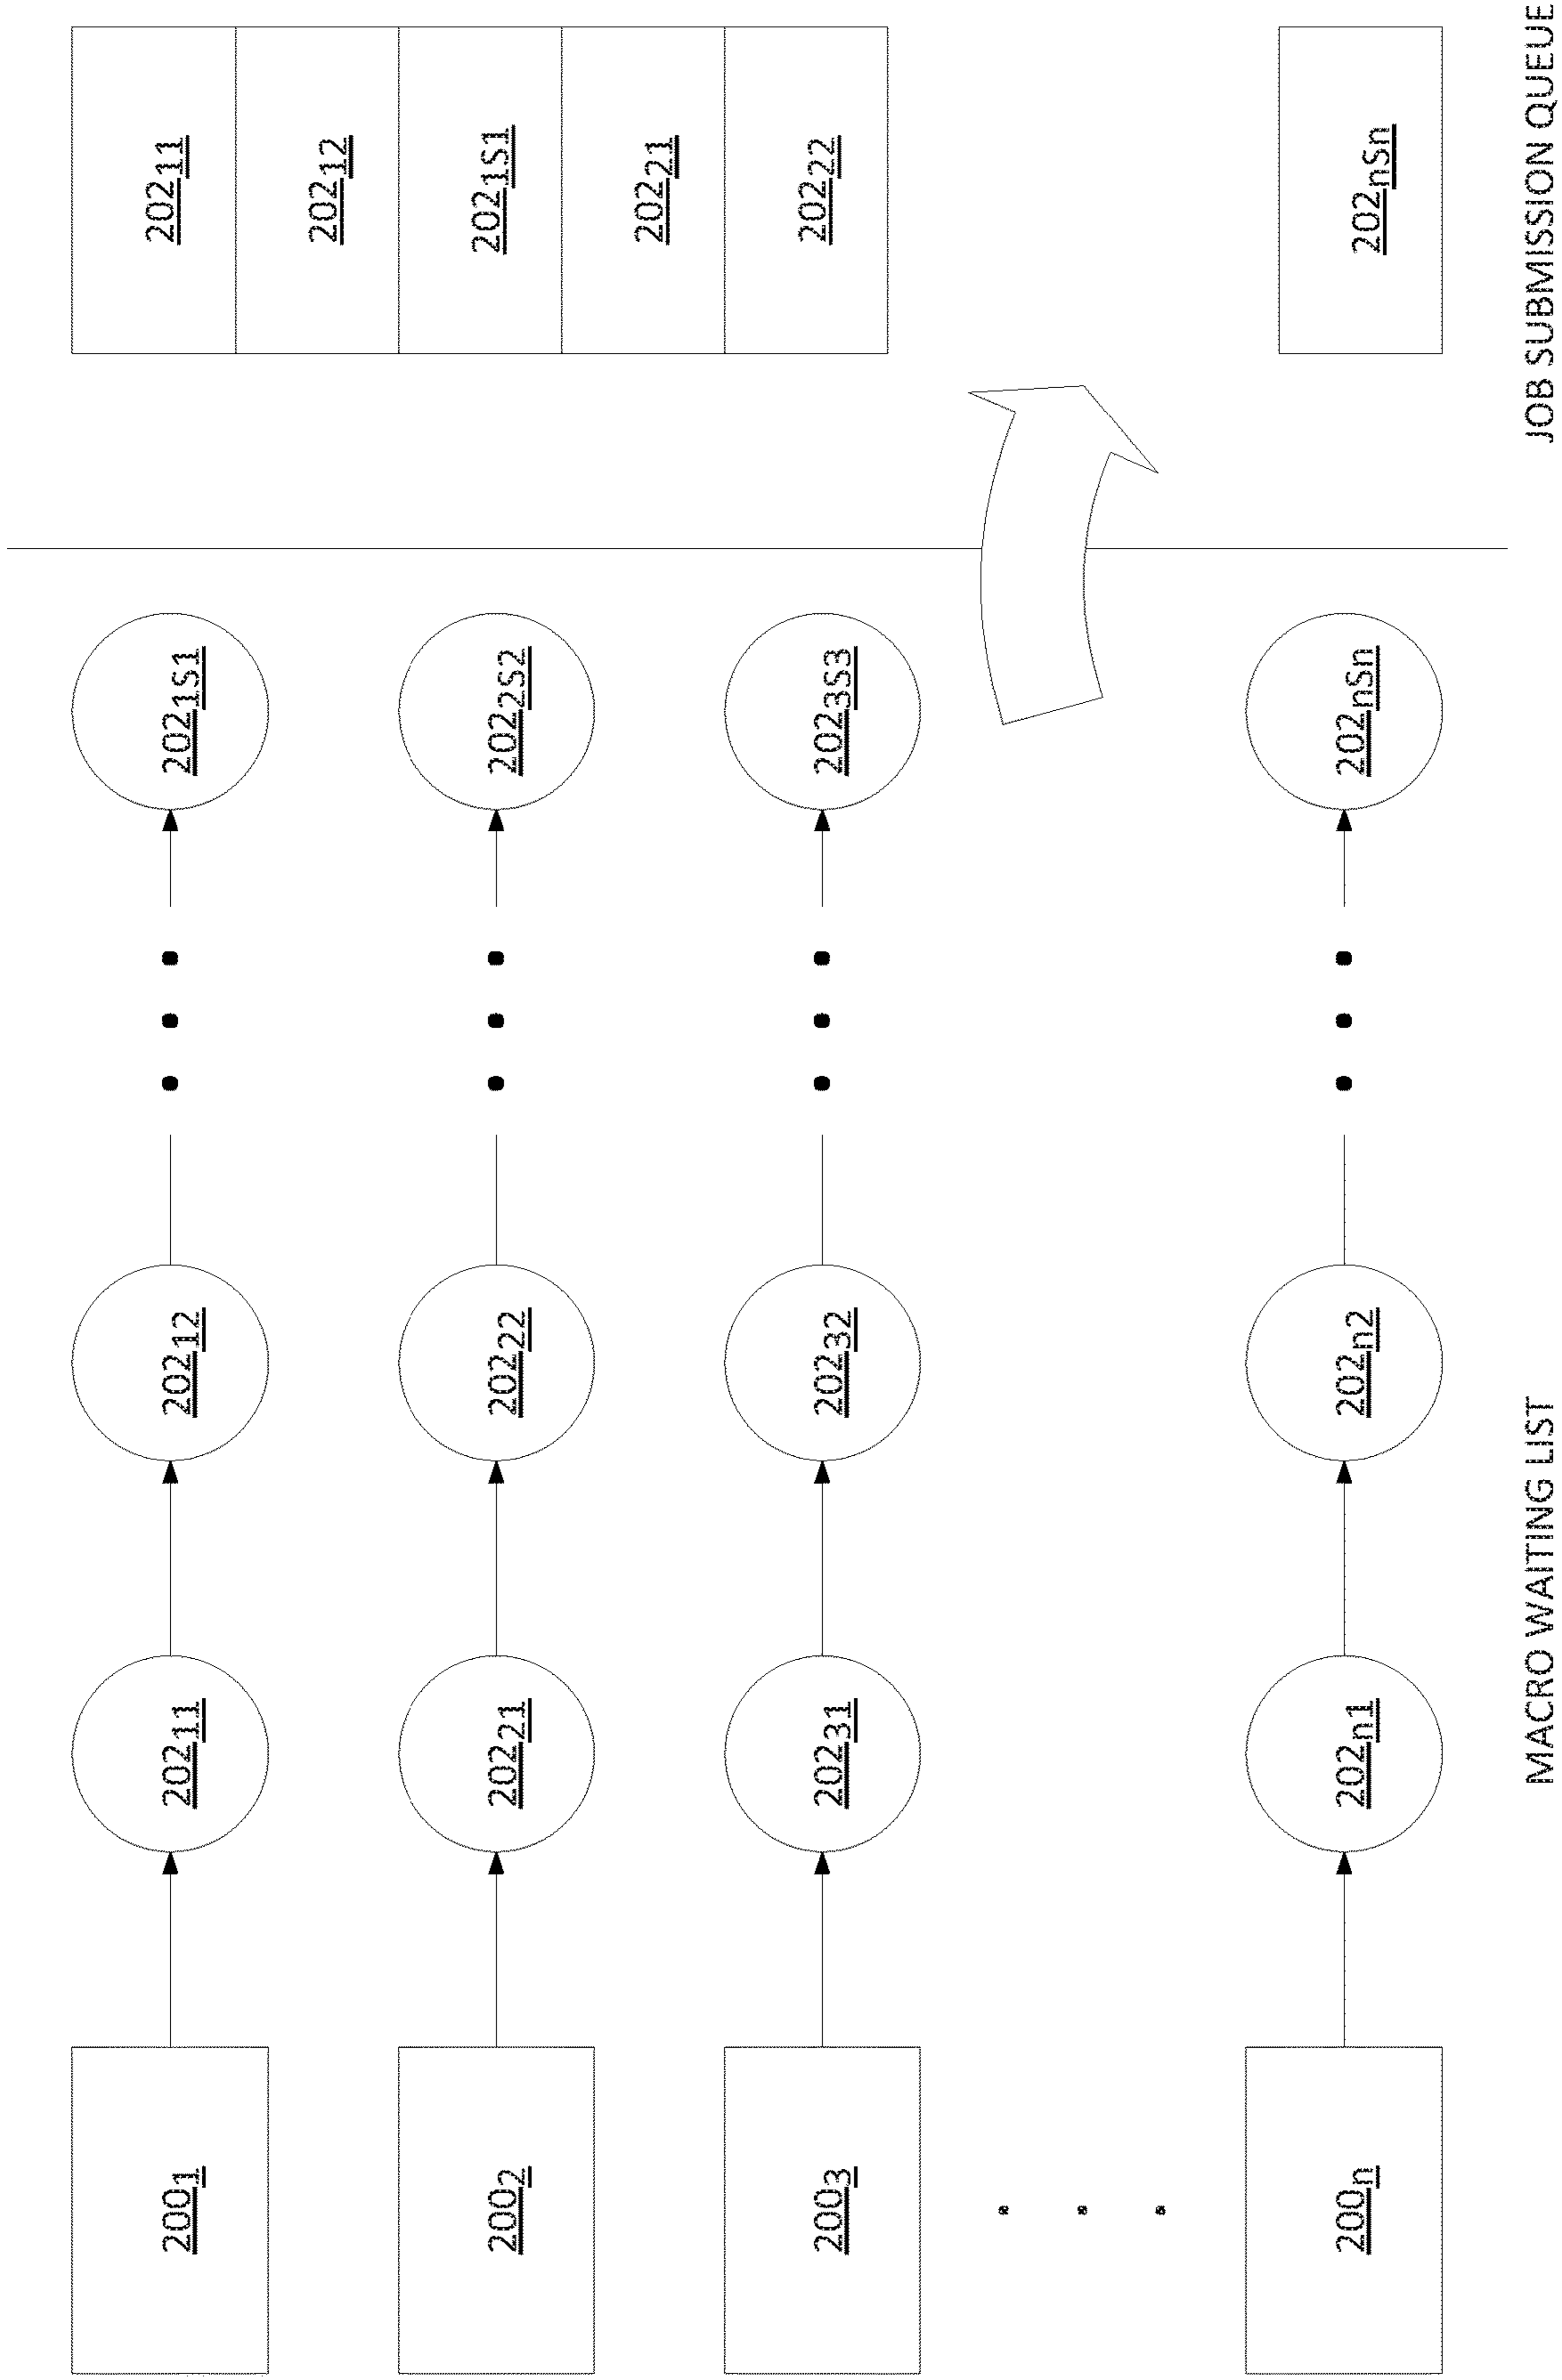 2001
20211
20212
2021S1
2002
20221
20222
2022S2
2003
20231
20232
2023S3
200n
202n1
202n2
202nSn
MACRO WAITING LIST
20211
20212
2021S1
20221
20222
202nSn
JOB SUBMISSION QUEUE